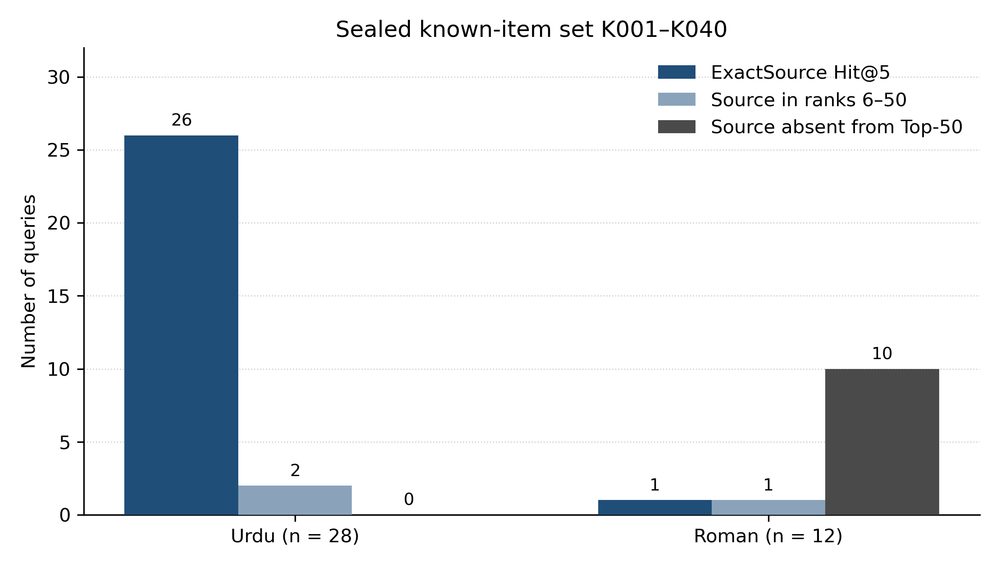 Sealed known-item set K001–K040
ExactSource Hit@5
Source in ranks 6–50
Source absent from Top-50
Number of queries
30
25
20
15
10
5
0
26
2
0
1
1
10
Urdu (n = 28)
Roman (n = 12)